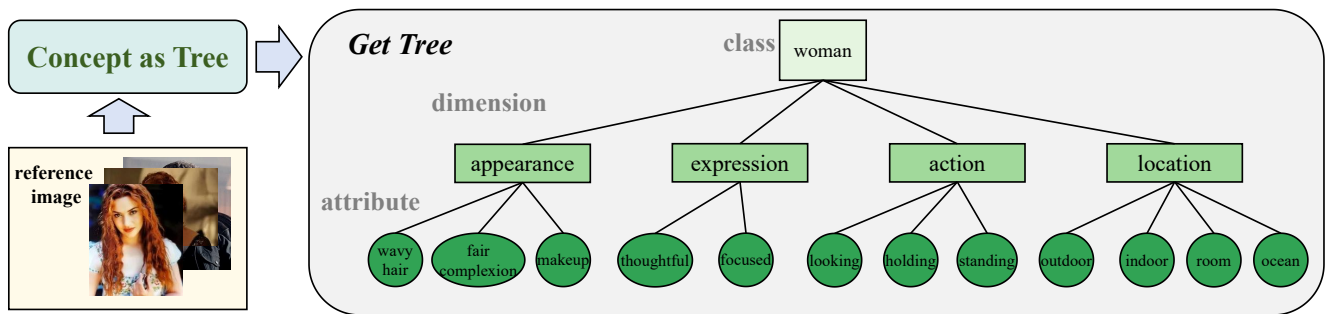 Concept as Tree
reference
image
Get Tree
class
woman
dimension
appearance
expression
action
location
attribute
wavy
hair
fair
complexion
makeup
thoughtful
focused
looking
holding
standing
outdoor
indoor
room
ocean